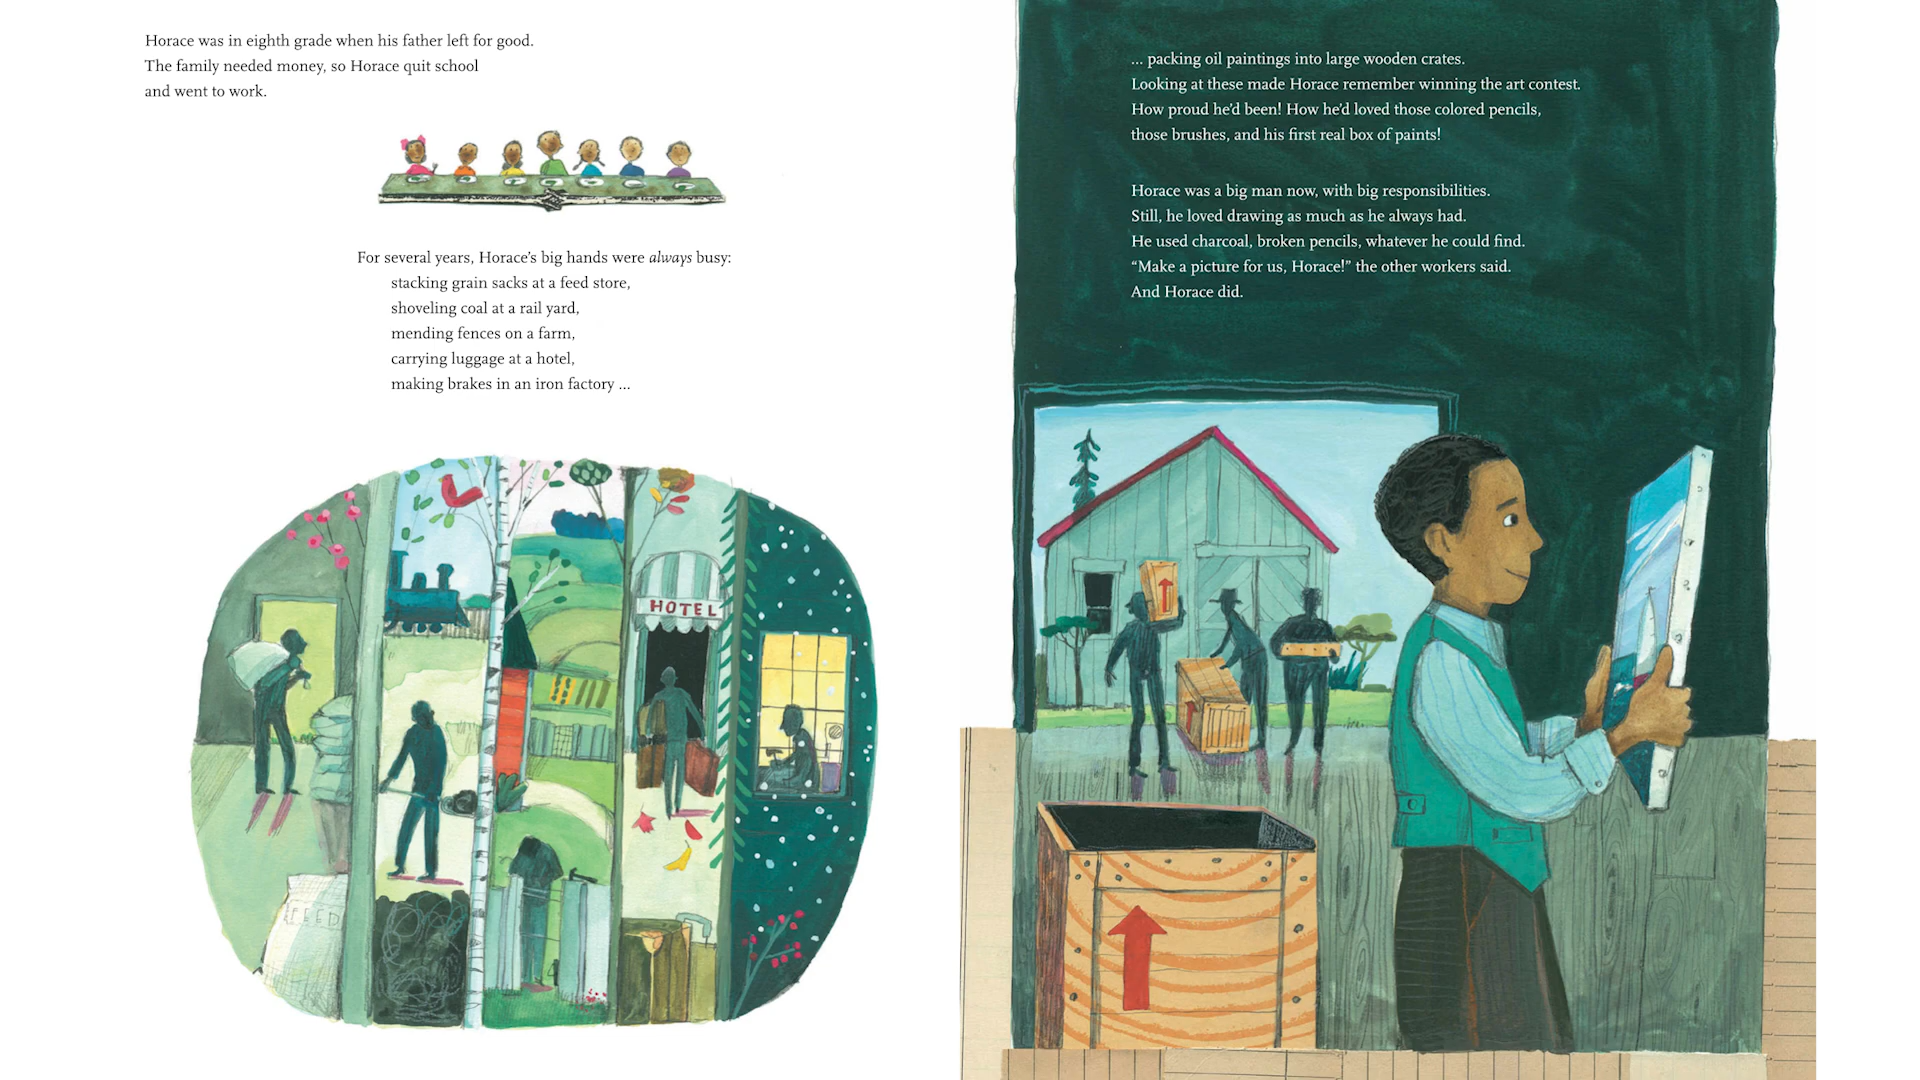 Horace was in eighth grade when his father left for good.
The family needed money, so Horace quit school
and went to work.
For several years, Horace’s big hands were always busy:
stacking grain sacks at a feed store,
shoveling coal at a rail yard,
mending fences on a farm,
carrying luggage at a hotel,
making brakes in an iron factory ...
HOTEL
FEED
... packing oil paintings into large wooden crates.
Looking at these made Horace remember winning the art contest.
How proud he’d been! How he’d loved those colored pencils,
those brushes, and his first real box of paints!
Horace was a big man now, with big responsibilities.
Still, he loved drawing as much as he always had.
He used charcoal, broken pencils, whatever he could find.
“Make a picture for us, Horace!” the other workers said.
And Horace did.